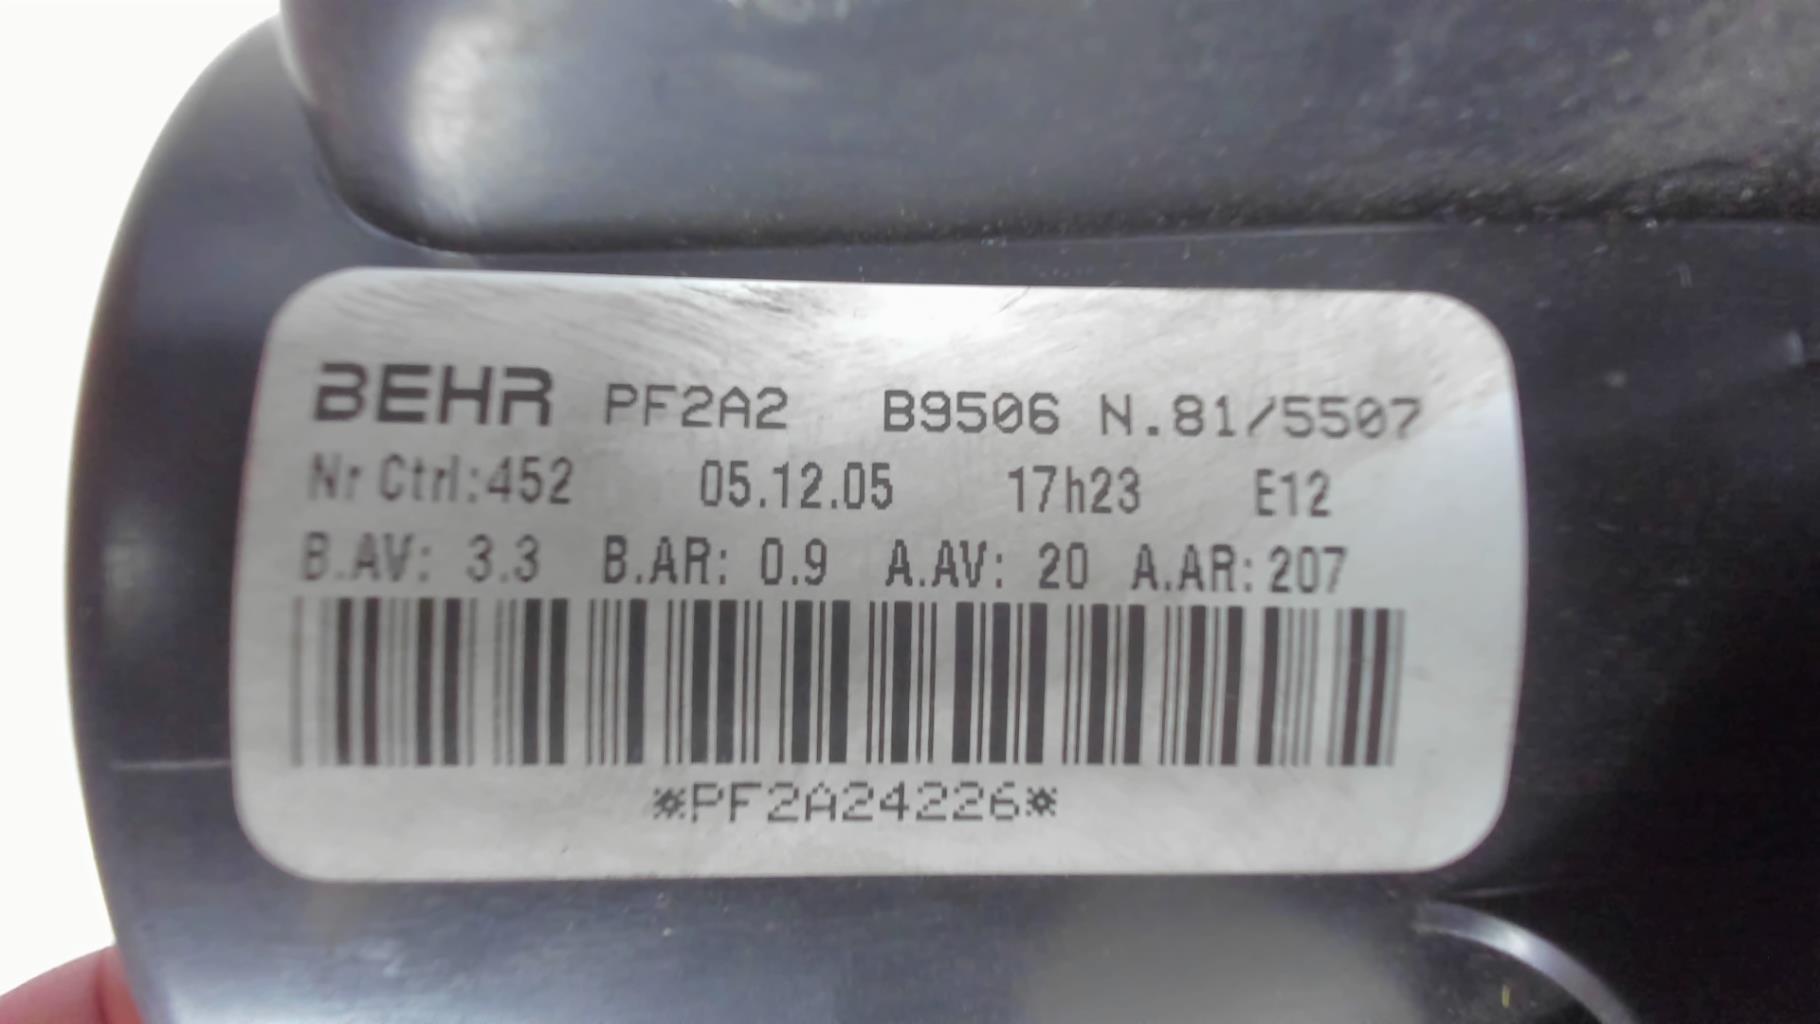 BEHR PF2A2 B9506 N.81/5507
Nr Ctrl:452 05.12.05 17h23 E12
B.AV: 3.3 B.AR: 0.9 A.AV: 20 A.AR: 207
*PF2A24226*